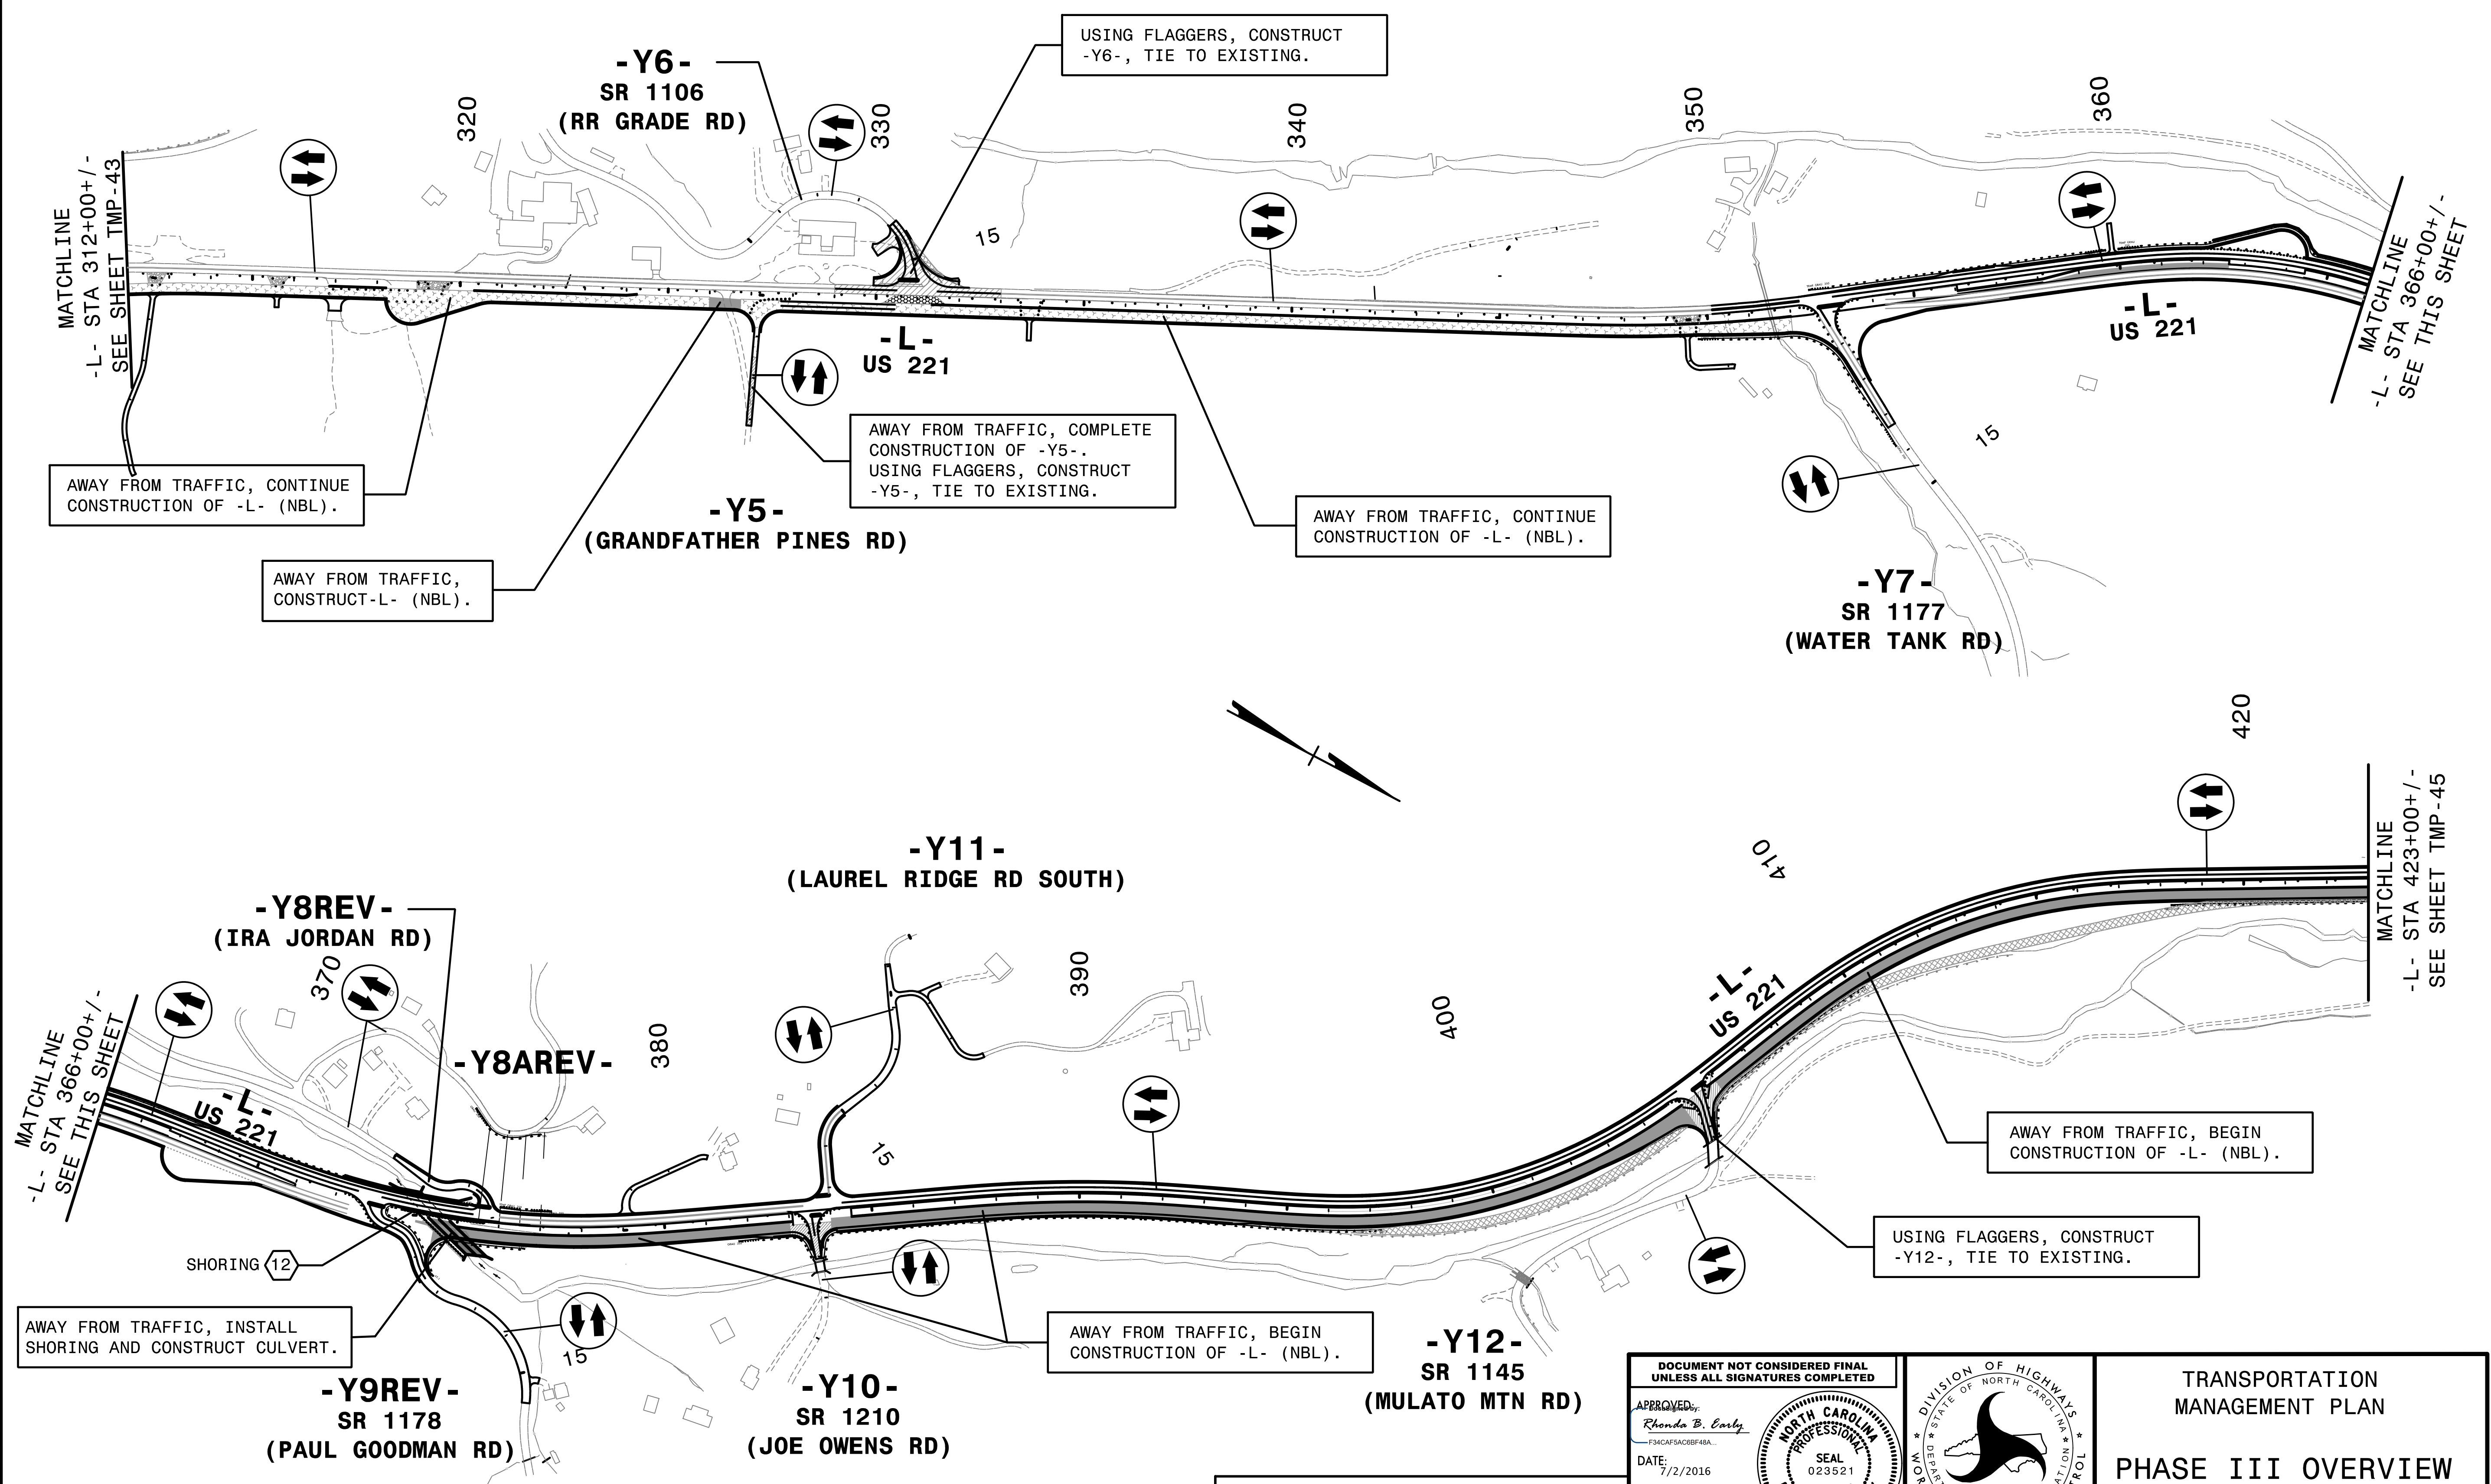 USING FLAGGERS, CONSTRUCT
-Y6-, TIE TO EXISTING.
-Y6-
SR 1106
(RR GRADE RD)
320
330
340
350
360
MATCHLINE
-L- STA 312+00+/-
SEE SHEET TMP-43
15
-L-
US 221
-L-
US 221
MATCHLINE
-L- STA 366+00+/-
SEE THIS SHEET
AWAY FROM TRAFFIC, CONTINUE
CONSTRUCTION OF -L- (NBL).
AWAY FROM TRAFFIC, COMPLETE
CONSTRUCTION OF -Y5-.
USING FLAGGERS, CONSTRUCT
-Y5-, TIE TO EXISTING.
-Y5-
(GRANDFATHER PINES RD)
AWAY FROM TRAFFIC,
CONSTRUCT-L- (NBL).
AWAY FROM TRAFFIC, CONTINUE
CONSTRUCTION OF -L- (NBL).
15
-Y7-
SR 1177
(WATER TANK RD)
420
MATCHLINE
-L- STA 423+00+/-
SEE SHEET TMP-45
-Y11-
(LAUREL RIDGE RD SOUTH)
410
-Y8REV-
(IRA JORDAN RD)
370
390
400
380
-Y8AREV-
-L-
US 221
MATCHLINE
-L- STA 366+00+/-
SEE THIS SHEET
-L-
US 221
15
AWAY FROM TRAFFIC, BEGIN
CONSTRUCTION OF -L- (NBL).
USING FLAGGERS, CONSTRUCT
-Y12-, TIE TO EXISTING.
SHORING 12
AWAY FROM TRAFFIC, INSTALL
SHORING AND CONSTRUCT CULVERT.
15
AWAY FROM TRAFFIC, BEGIN
CONSTRUCTION OF -L- (NBL).
-Y9REV-
SR 1178
(PAUL GOODMAN RD)
-Y10-
SR 1210
(JOE OWENS RD)
-Y12-
SR 1145
(MULATO MTN RD)
DOCUMENT NOT CONSIDERED FINAL
UNLESS ALL SIGNATURES COMPLETED
APPROVED:
Rhonda B. Early
F34CAF5AC6BF48A...
DATE:
7/2/2016
NORTH CAROLINA
PROFESSIONAL
SEAL
023521
DIVISION OF HIGHWAYS
STATE OF NORTH CAROLINA
TRANSPORTATION
MANAGEMENT PLAN
PHASE III OVERVIEW